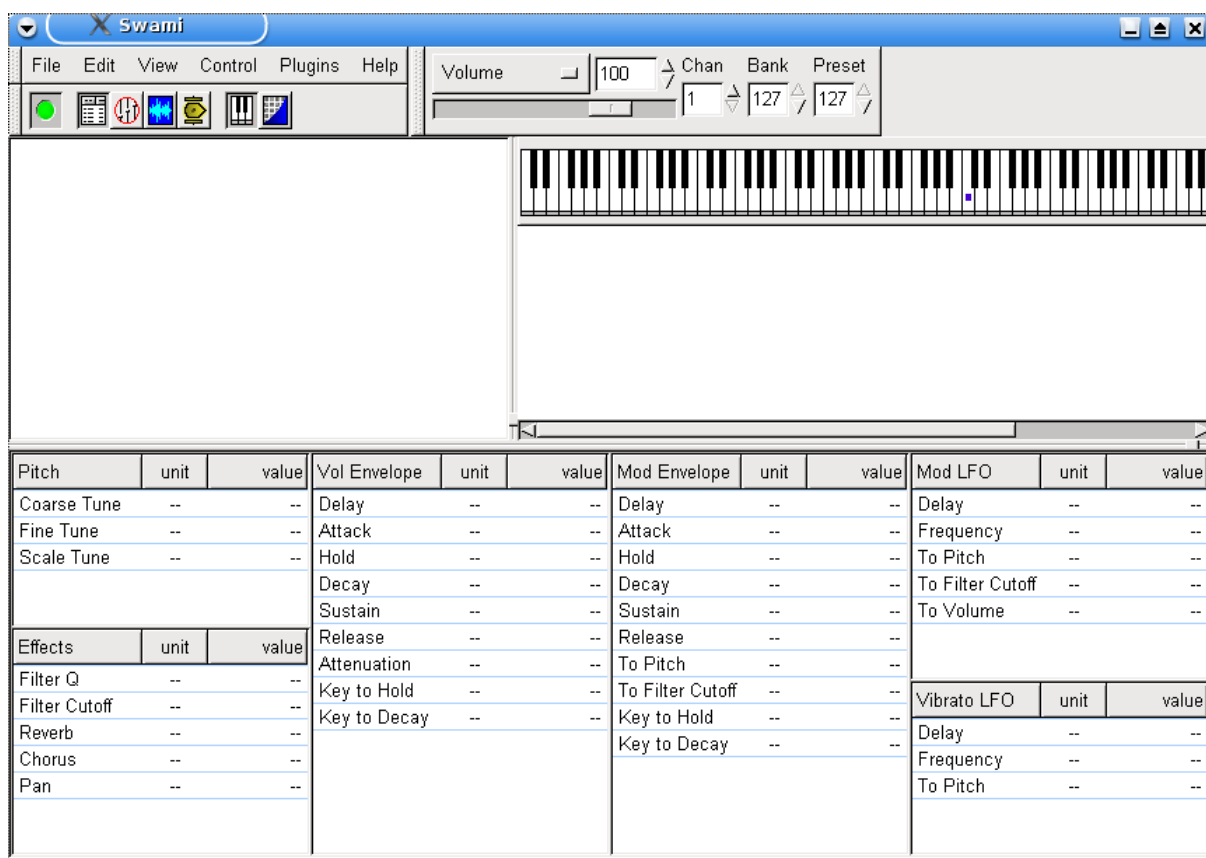 Swami
File Edit View Control Plugins Help
Volume 100 Chan Bank Preset
1 127 127
Pitch unit value
Coarse Tune -- --
Fine Tune -- --
Scale Tune -- --
Effects unit value
Filter Q -- --
Filter Cutoff -- --
Reverb -- --
Chorus -- --
Pan -- --
Vol Envelope unit value
Delay -- --
Attack -- --
Hold -- --
Decay -- --
Sustain -- --
Release -- --
Attenuation -- --
Key to Hold -- --
Key to Decay -- --
Mod Envelope unit value
Delay -- --
Attack -- --
Hold -- --
Decay -- --
Sustain -- --
Release -- --
To Pitch -- --
To Filter Cutoff -- --
Key to Hold -- --
Key to Decay -- --
Mod LFO unit value
Delay -- --
Frequency -- --
To Pitch -- --
To Filter Cutoff -- --
To Volume -- --
Vibrato LFO unit value
Delay -- --
Frequency -- --
To Pitch -- --